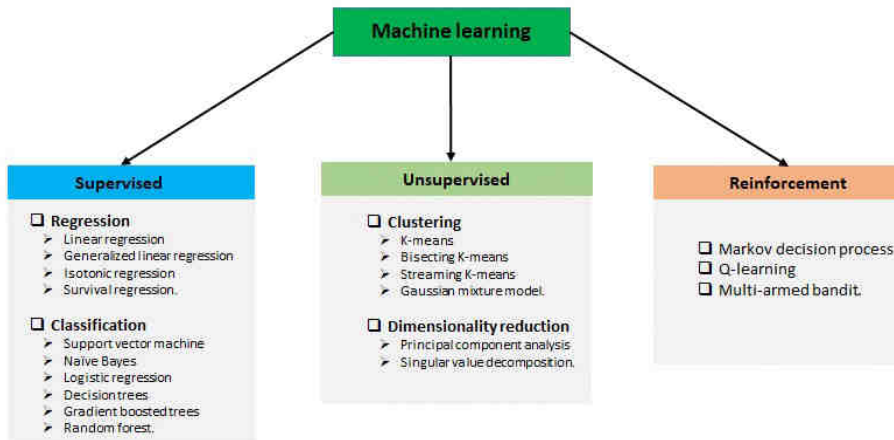 Machine learning
Supervised
Regression
Linear regression
Generalized linear regression
Isotonic regression
Survival regression.
Classification
Support vector machine
Naïve Bayes
Logistic regression
Decision trees
Gradient boosted trees
Random forest.
Unsupervised
Clustering
K-means
Bisecting K-means
Streaming K-means
Gaussian mixture model.
Dimensionality reduction
Principal component analysis
Singular value decomposition.
Reinforcement
Markov decision process
Q-learning
Multi-armed bandit.